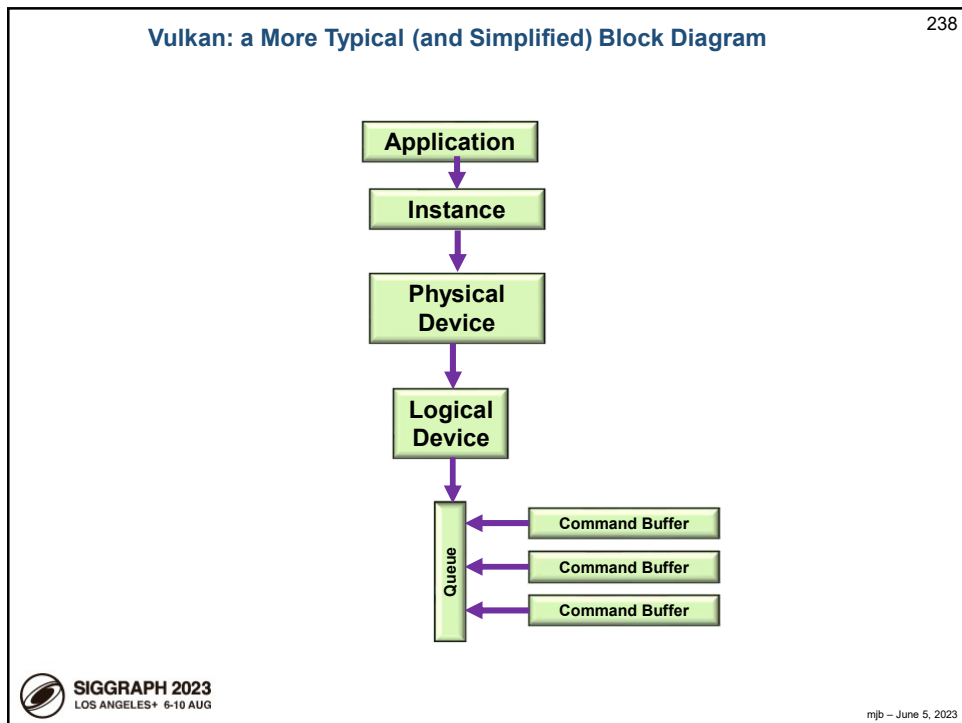 238
Vulkan: a More Typical (and Simplified) Block Diagram
Application
Instance
Physical
Device
Logical
Device
Queue
Command Buffer
Command Buffer
Command Buffer
SIGGRAPH 2023
LOS ANGELES+ 6-10 AUG
mjb – June 5, 2023